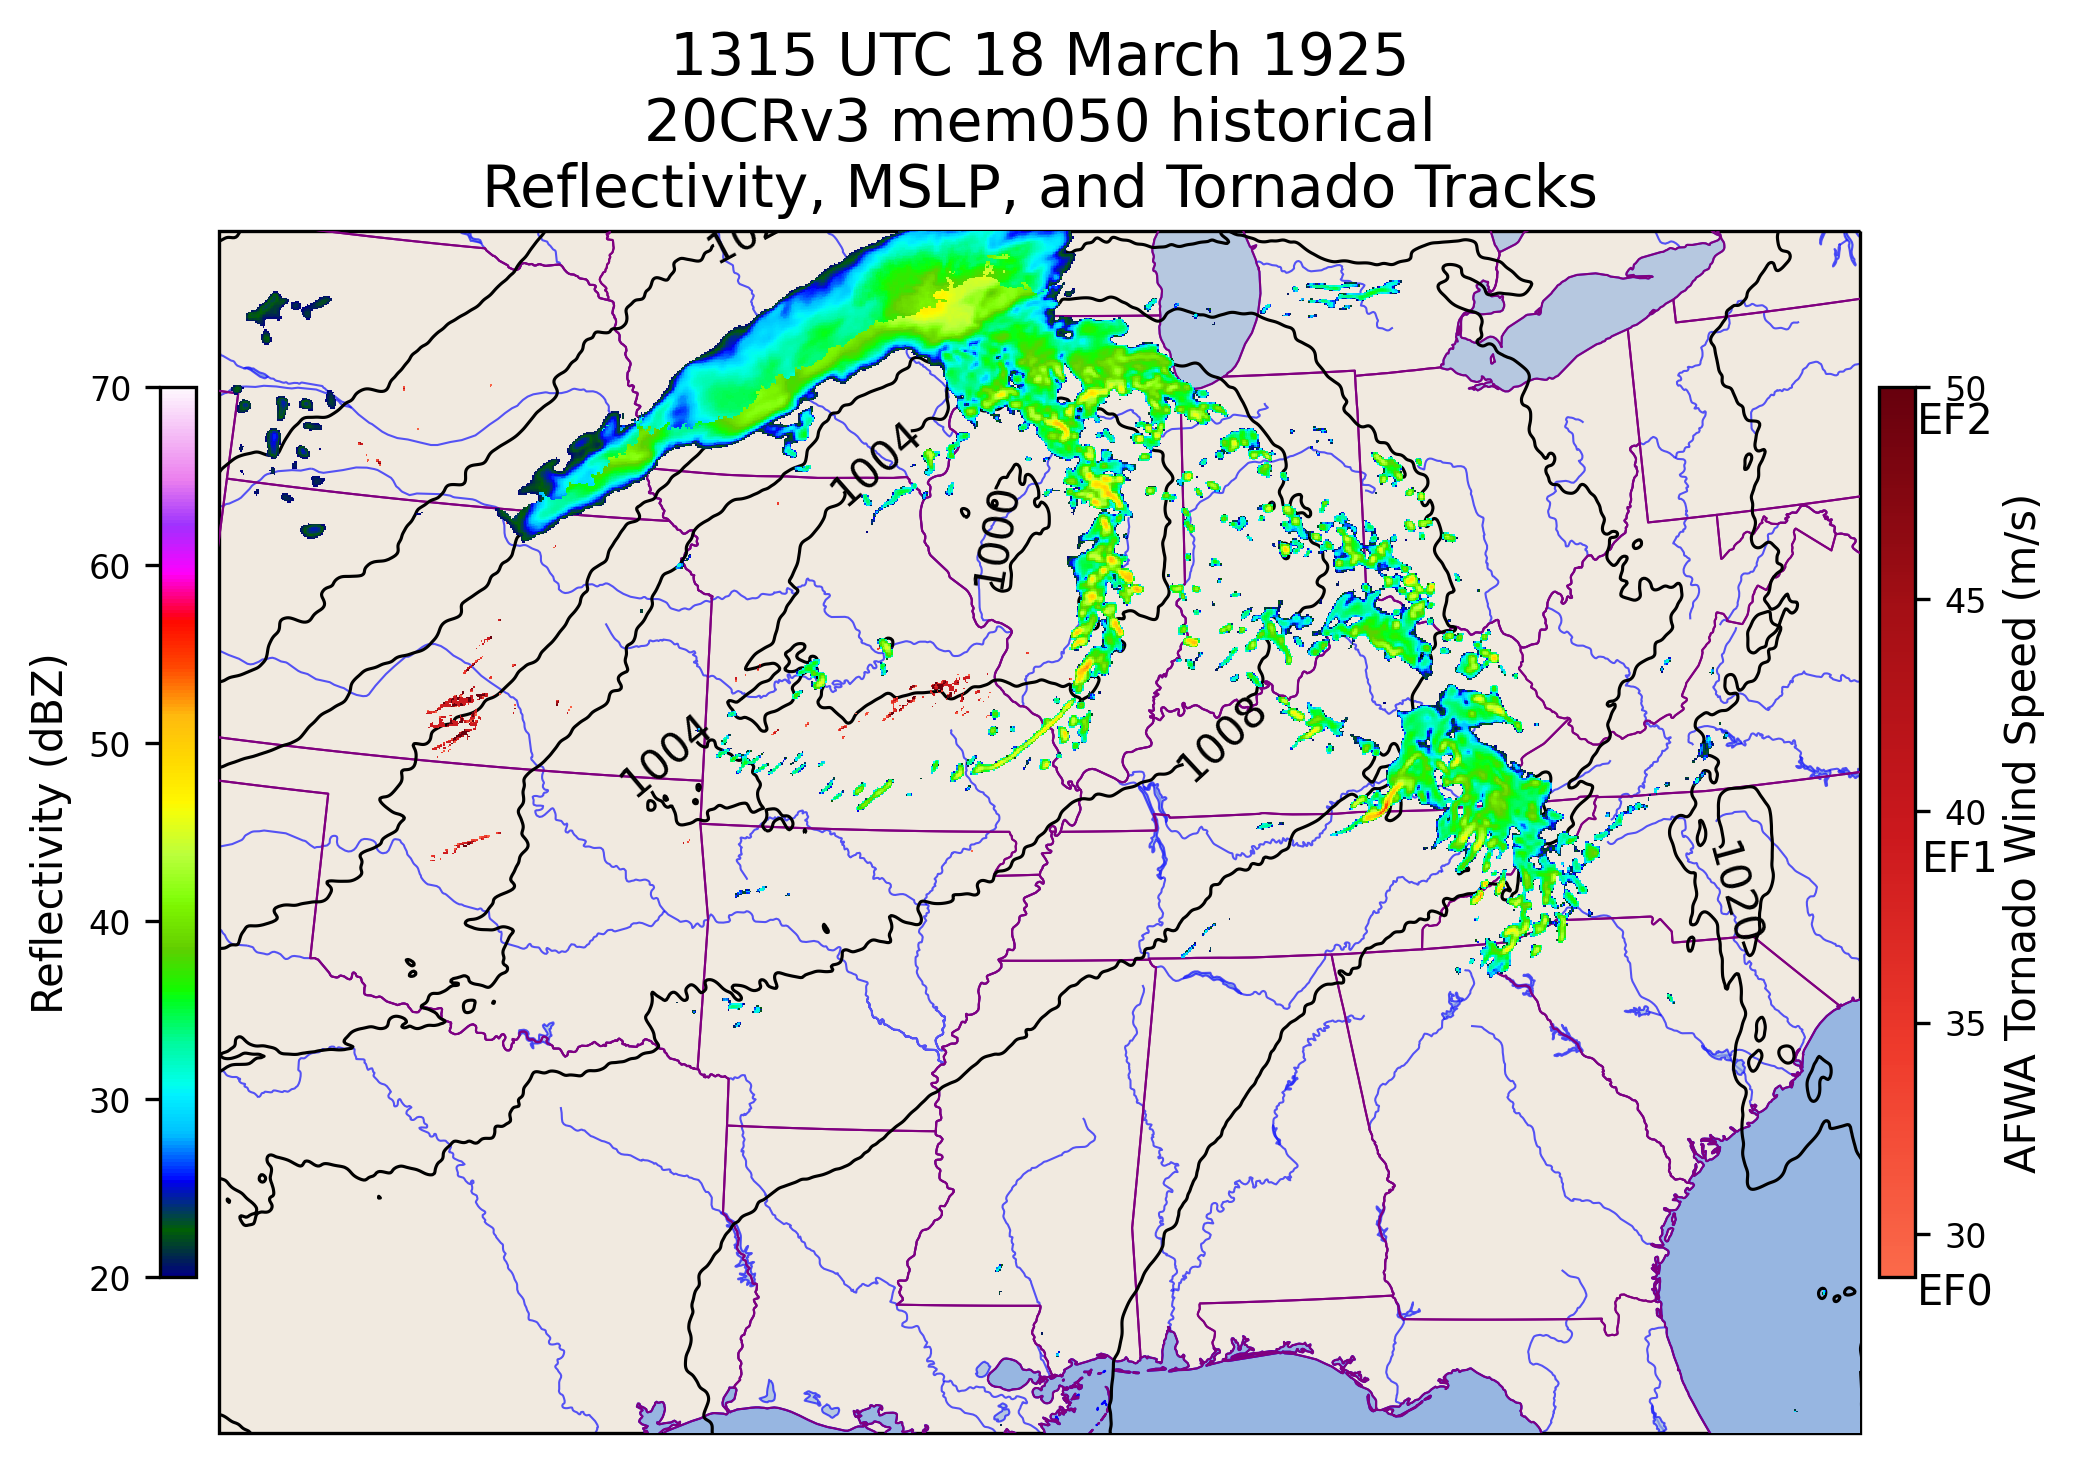 1315 UTC 18 March 1925
20CRv3 mem050 historical
Reflectivity, MSLP, and Tornado Tracks
70
60
50
40
30
20
Reflectivity (dBZ)
1004
1000
1004
1008
1020
50
EF2
45
40
EF1
35
30
EF0
AFWA Tornado Wind Speed (m/s)